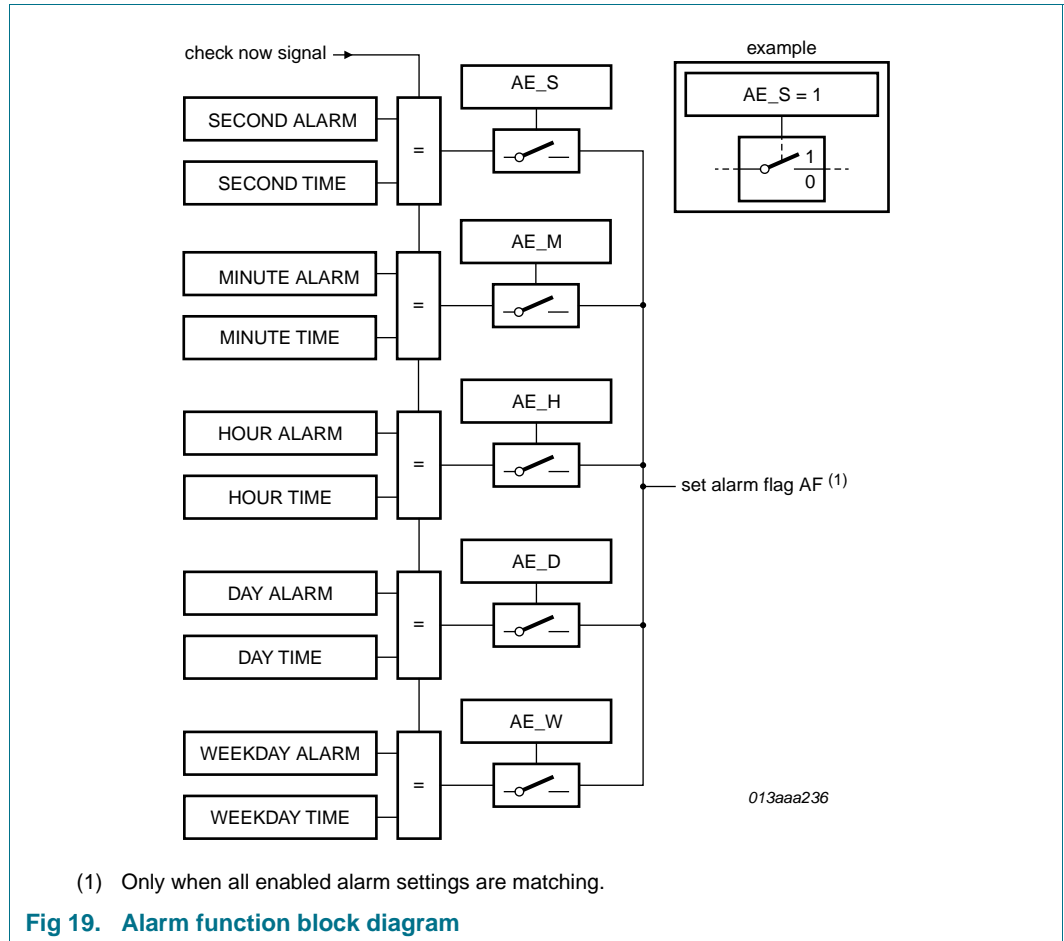 check now signal
example
AE_S
AE_S = 1
SECOND ALARM
=
1
SECOND TIME
0
AE_M
MINUTE ALARM
=
MINUTE TIME
AE_H
HOUR ALARM
=
set alarm flag AF (1)
HOUR TIME
AE_D
DAY ALARM
=
DAY TIME
AE_W
WEEKDAY ALARM
=
013aaa236
WEEKDAY TIME
(1) Only when all enabled alarm settings are matching.
Fig 19. Alarm function block diagram